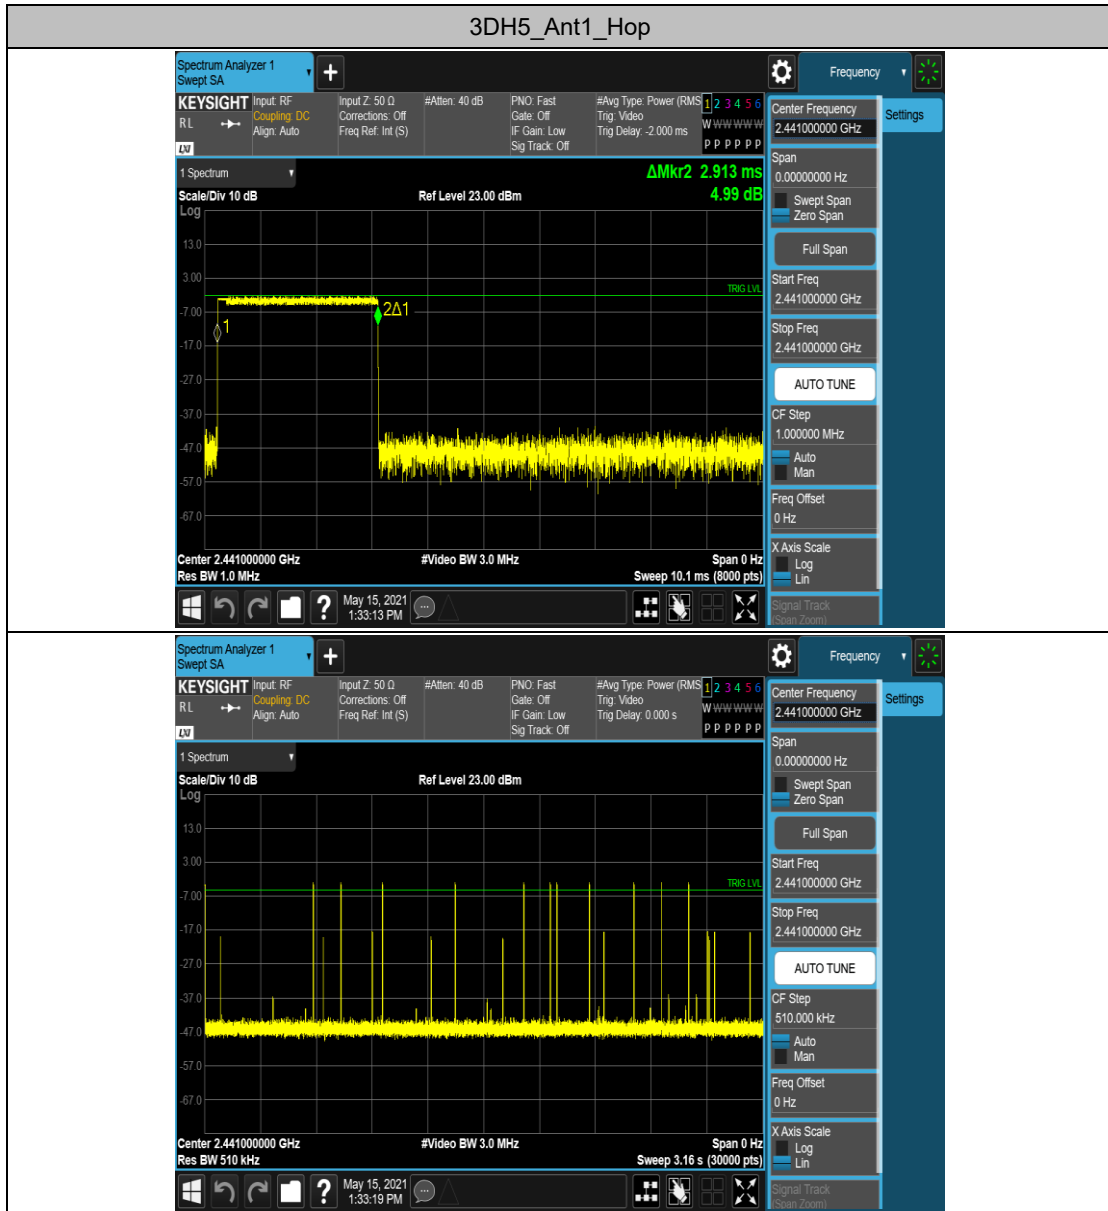 3DH5_Ant1_Hop
Spectrum Analyzer 1
Swept SA
Frequency
KEYSIGHT
RL
LXI
Input: RF
Coupling: DC
Align: Auto
Input Z: 50 Ω
Corrections: Off
Freq Ref: Int (S)
#Atten: 40 dB
PNO: Fast
Gate: Off
IF Gain: Low
Sig Track: Off
#Avg Type: Power (RMS
Trig: Video
Trig Delay: -2.000 ms
1 2 3 4 5 6
W W W W W W
P P P P P P
1 Spectrum
Scale/Div 10 dB
Ref Level 23.00 dBm
ΔMkr2 2.913 ms
4.99 dB
Log
13.0
3.00
-7.00
-17.0
-27.0
-37.0
-47.0
-57.0
-67.0
TRIG LVL
1
2Δ1
Center 2.441000000 GHz
Res BW 1.0 MHz
#Video BW 3.0 MHz
Span 0 Hz
Sweep 10.1 ms (8000 pts)
Center Frequency
2.441000000 GHz
Settings
Span
0.00000000 Hz
Swept Span
Zero Span
Full Span
Start Freq
2.441000000 GHz
Stop Freq
2.441000000 GHz
AUTO TUNE
CF Step
1.000000 MHz
Auto
Man
Freq Offset
0 Hz
X Axis Scale
Log
Lin
Signal Track
(Span Zoom)
?
May 15, 2021
1:33:13 PM
Spectrum Analyzer 1
Swept SA
Frequency
KEYSIGHT
RL
LXI
Input: RF
Coupling: DC
Align: Auto
Input Z: 50 Ω
Corrections: Off
Freq Ref: Int (S)
#Atten: 40 dB
PNO: Fast
Gate: Off
IF Gain: Low
Sig Track: Off
#Avg Type: Power (RMS
Trig: Video
Trig Delay: 0.000 s
1 2 3 4 5 6
W W W W W W
P P P P P P
1 Spectrum
Scale/Div 10 dB
Ref Level 23.00 dBm
Log
13.0
3.00
-7.00
-17.0
-27.0
-37.0
-47.0
-57.0
-67.0
TRIG LVL
Center 2.441000000 GHz
Res BW 510 kHz
#Video BW 3.0 MHz
Span 0 Hz
Sweep 3.16 s (30000 pts)
Center Frequency
2.441000000 GHz
Settings
Span
0.00000000 Hz
Swept Span
Zero Span
Full Span
Start Freq
2.441000000 GHz
Stop Freq
2.441000000 GHz
AUTO TUNE
CF Step
510.000 kHz
Auto
Man
Freq Offset
0 Hz
X Axis Scale
Log
Lin
Signal Track
(Span Zoom)
?
May 15, 2021
1:33:19 PM